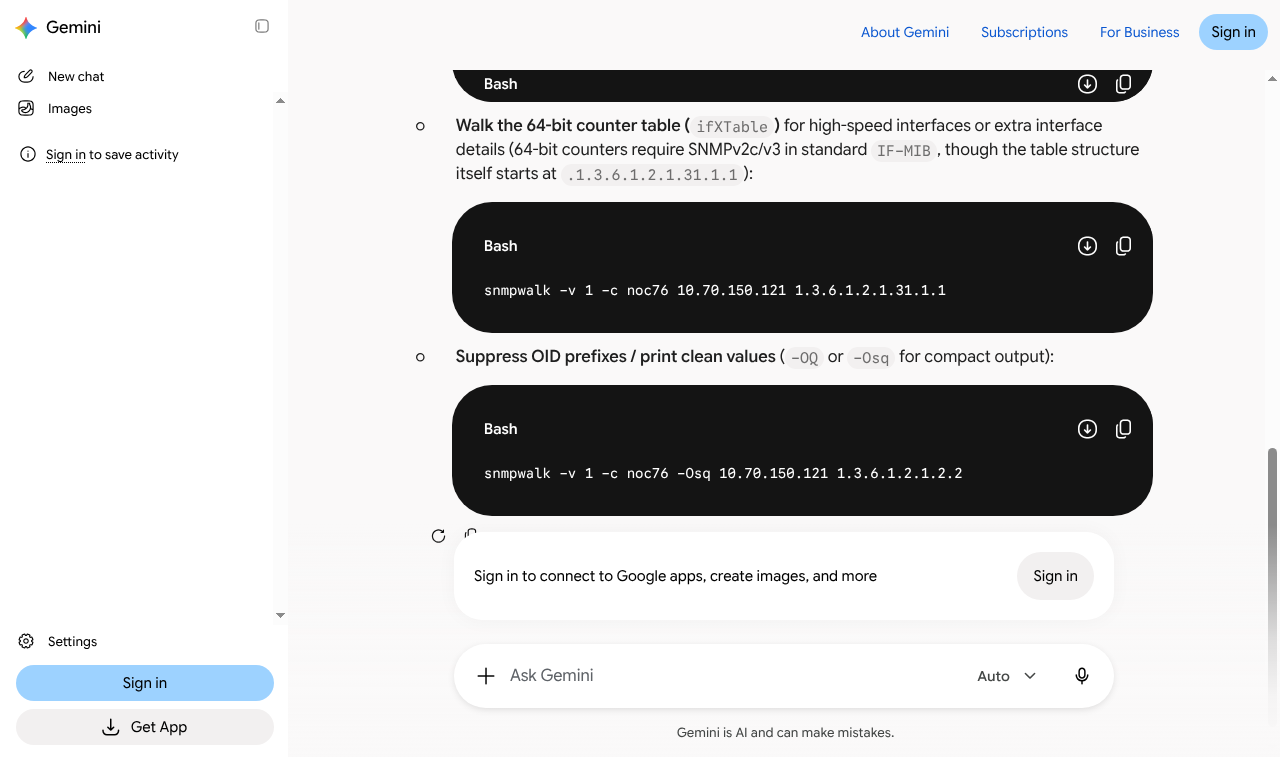 Gemini
New chat
Images
Sign in to save activity
Settings
Sign in
Get App
About Gemini
Subscriptions
For Business
Sign in
Bash
Walk the 64-bit counter table ( ifXTable ) for high-speed interfaces or extra interface
details (64-bit counters require SNMPv2c/v3 in standard IF-MIB, though the table structure
itself starts at .1.3.6.1.2.1.31.1.1 ):
Bash
snmpwalk -v 1 -c noc76 10.70.150.121 1.3.6.1.2.1.31.1.1
Suppress OID prefixes / print clean values ( -OQ or -Osq for compact output):
Bash
snmpwalk -v 1 -c noc76 -Osq 10.70.150.121 1.3.6.1.2.1.2.2
Sign in to connect to Google apps, create images, and more
Sign in
Ask Gemini
Auto
Gemini is AI and can make mistakes.